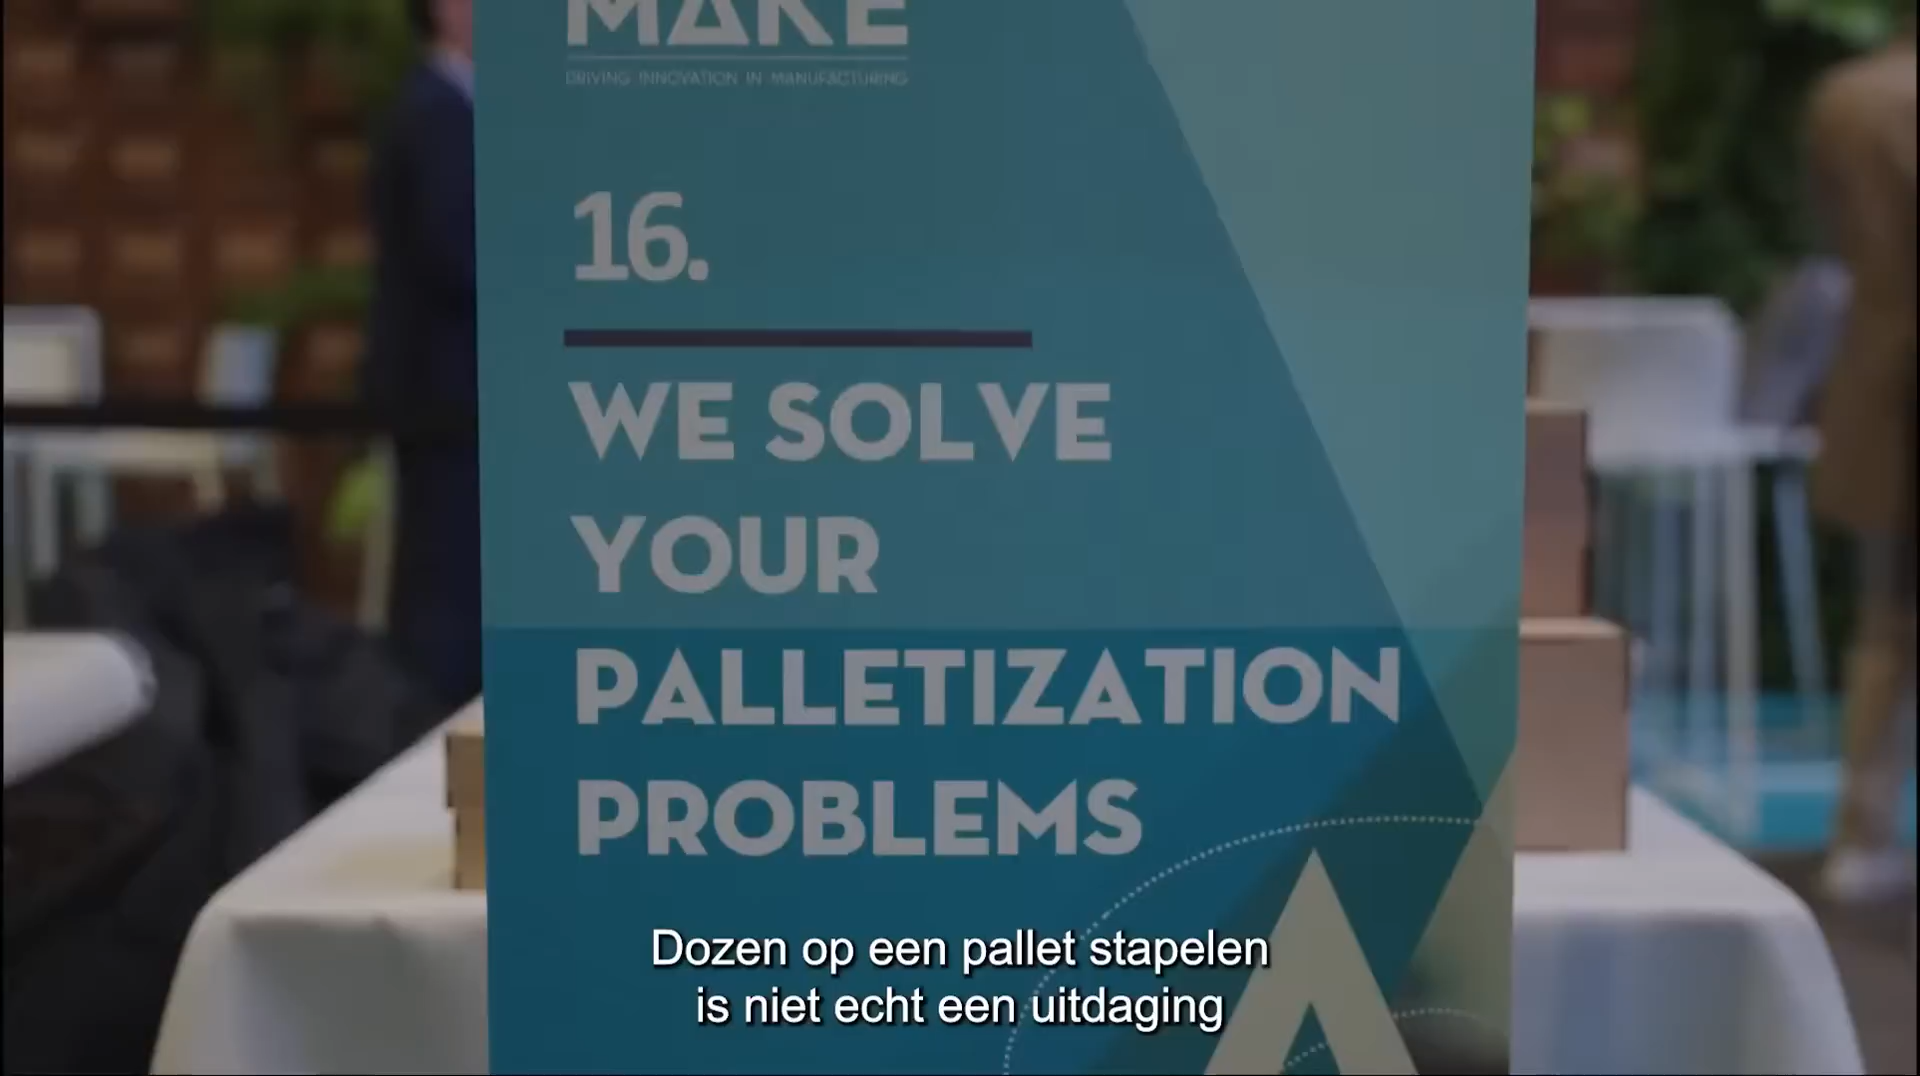 MAKE
DRIVING INNOVATION IN MANUFACTURING
16.
WE SOLVE
YOUR
PALLETIZATION
PROBLEMS
Dozen op een pallet stapelen
is niet echt een uitdaging